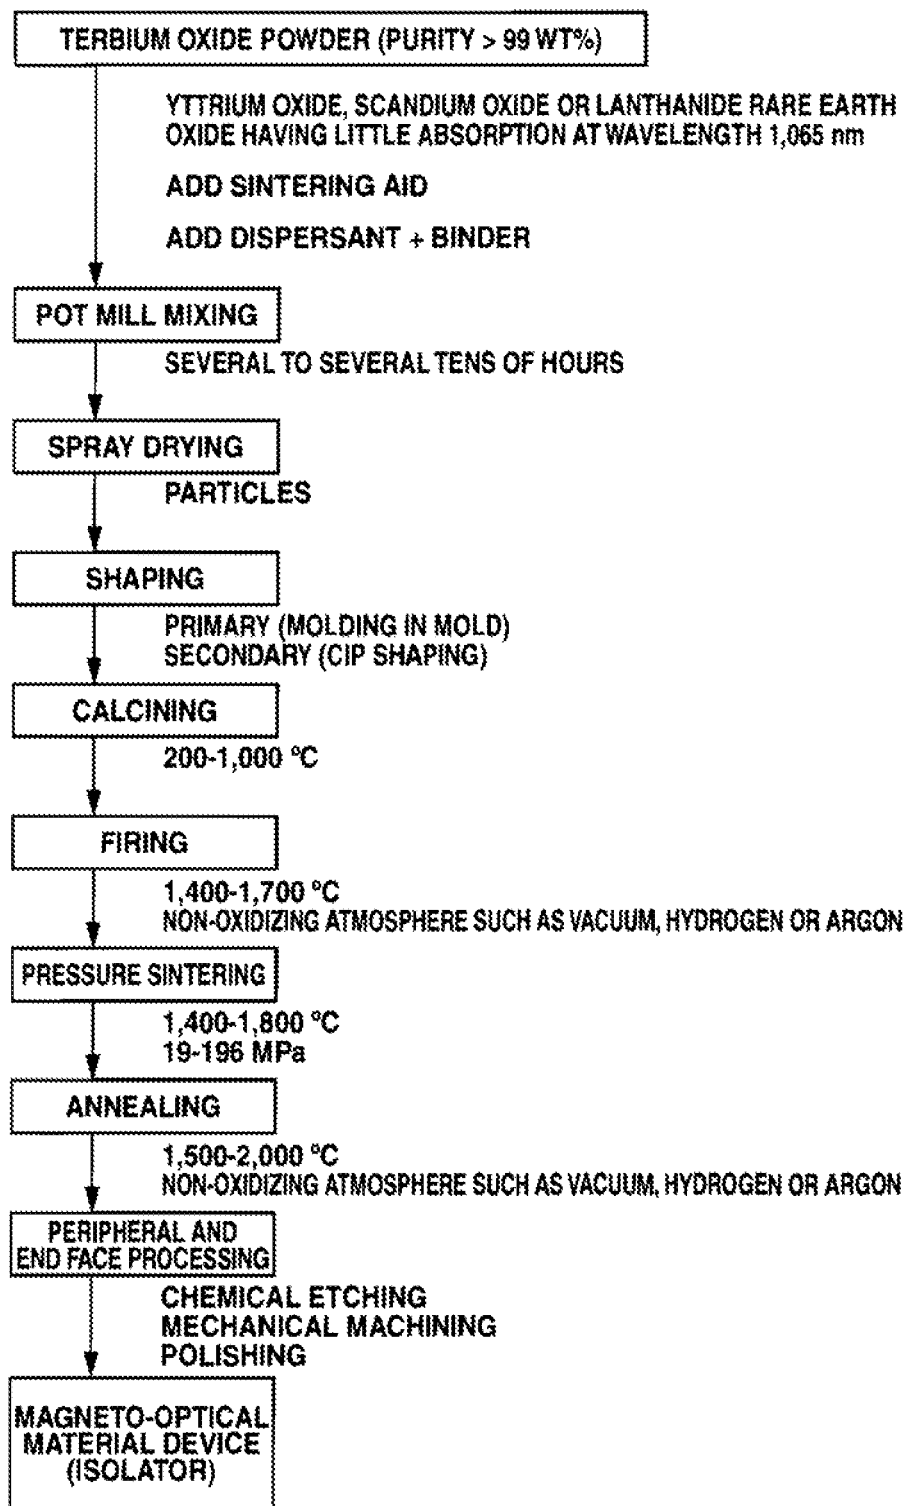 TERBIUM OXIDE POWDER (PURITY > 99 WT%)
YTTRIUM OXIDE, SCANDIUM OXIDE OR LANTHANIDE RARE EARTH
OXIDE HAVING LITTLE ABSORPTION AT WAVELENGTH 1,065 nm
ADD SINTERING AID
ADD DISPERSANT + BINDER
POT MILL MIXING
SEVERAL TO SEVERAL TENS OF HOURS
SPRAY DRYING
PARTICLES
SHAPING
PRIMARY (MOLDING IN MOLD)
SECONDARY (CIP SHAPING)
CALCINING
200-1,000 ºC
FIRING
1,400-1,700 ºC
NON-OXIDIZING ATMOSPHERE SUCH AS VACUUM, HYDROGEN OR ARGON
PRESSURE SINTERING
1,400-1,800 ºC
19-196 MPa
ANNEALING
1,500-2,000 ºC
NON-OXIDIZING ATMOSPHERE SUCH AS VACUUM, HYDROGEN OR ARGON
PERIPHERAL AND
END FACE PROCESSING
CHEMICAL ETCHING
MECHANICAL MACHINING
POLISHING
MAGNETO-OPTICAL
MATERIAL DEVICE
(ISOLATOR)